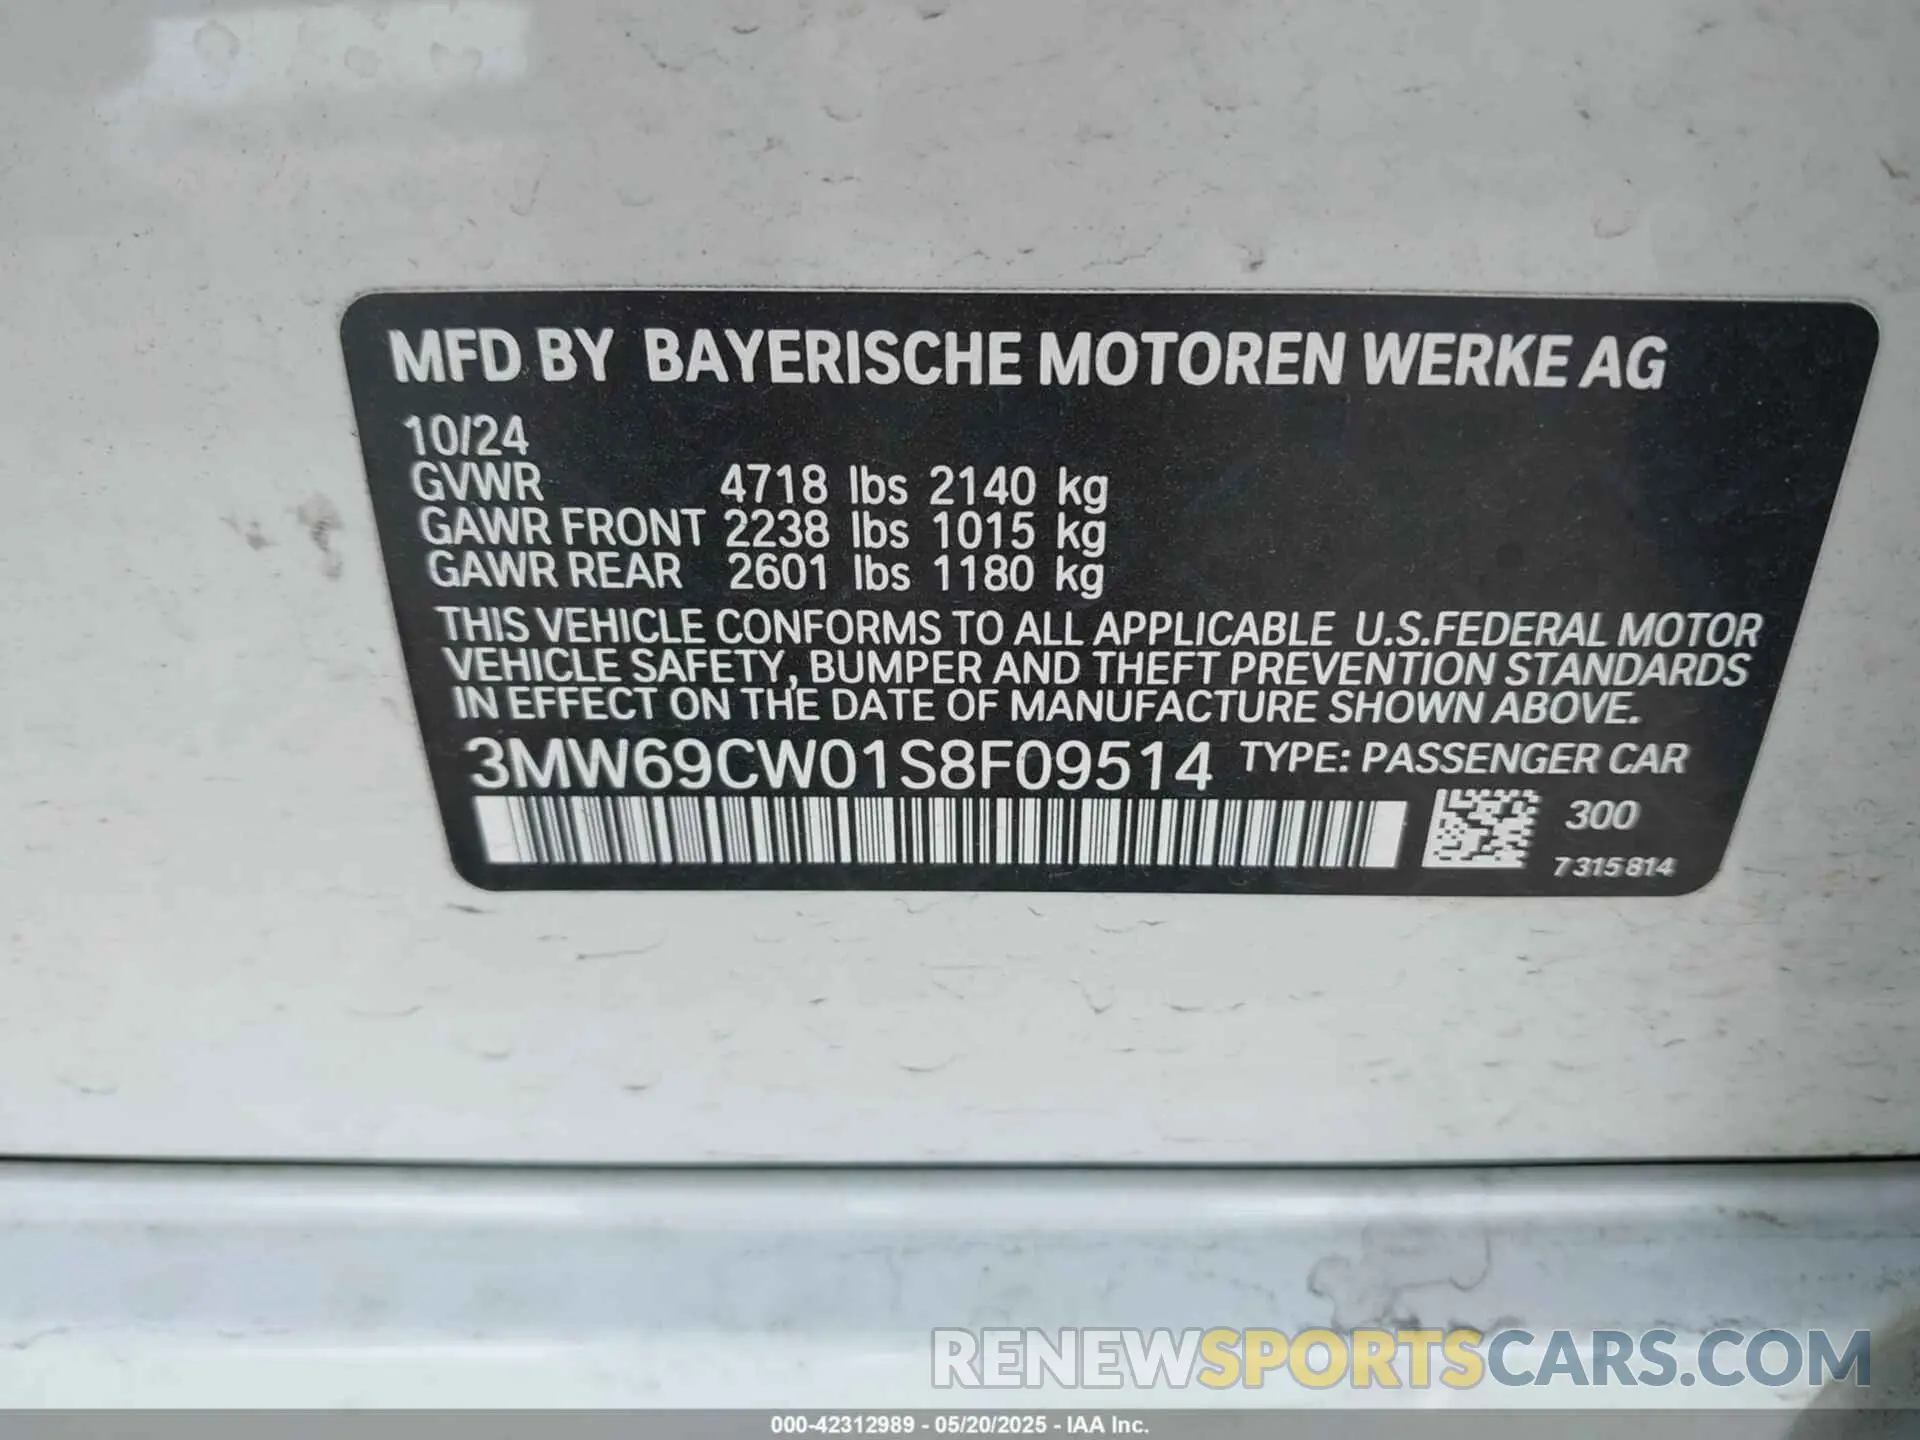 MFD BY BAYERISCHE MOTOREN WERKE AG
10/24
GVWR 4718 lbs 2140 kg
GAWR FRONT 2238 lbs 1015 kg
GAWR REAR 2601 lbs 1180 kg
THIS VEHICLE CONFORMS TO ALL APPLICABLE U.S.FEDERAL MOTOR
VEHICLE SAFETY, BUMPER AND THEFT PREVENTION STANDARDS
IN EFFECT ON THE DATE OF MANUFACTURE SHOWN ABOVE.
3MW69CW01S8F09514 TYPE: PASSENGER CAR
300
7315814
RENEWSPORTSCARS.COM
000-42312989 - 05/20/2025 - IAA Inc.